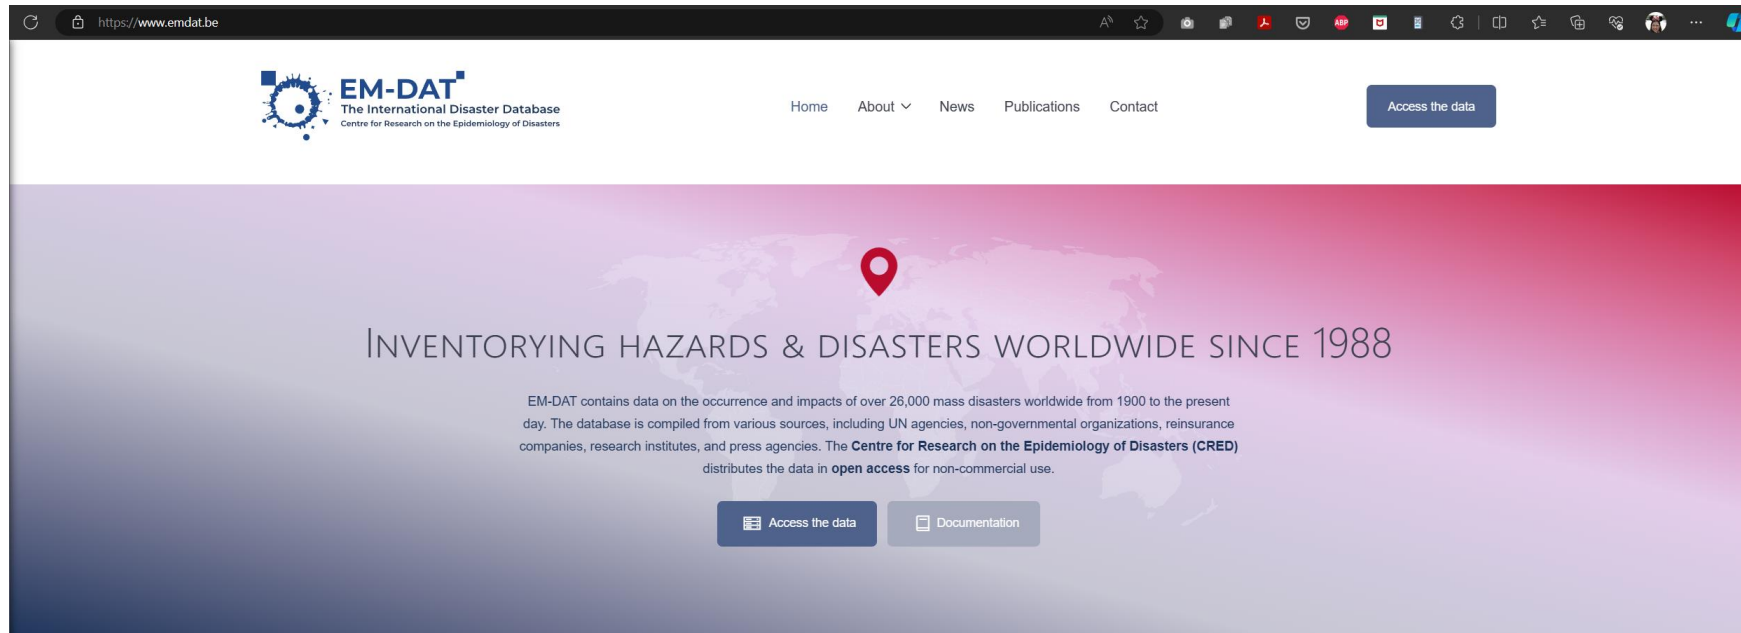 https://www.emdat.be
ABP
EM-DAT
The International Disaster Database
Centre for Research on the Epidemiology of Disasters
Home About News Publications Contact
Access the data
INVENTORYING HAZARDS & DISASTERS WORLDWIDE SINCE 1988
EM-DAT contains data on the occurrence and impacts of over 26,000 mass disasters worldwide from 1900 to the present
day. The database is compiled from various sources, including UN agencies, non-governmental organizations, reinsurance
companies, research institutes, and press agencies. The Centre for Research on the Epidemiology of Disasters (CRED)
distributes the data in open access for non-commercial use.
Access the data Documentation